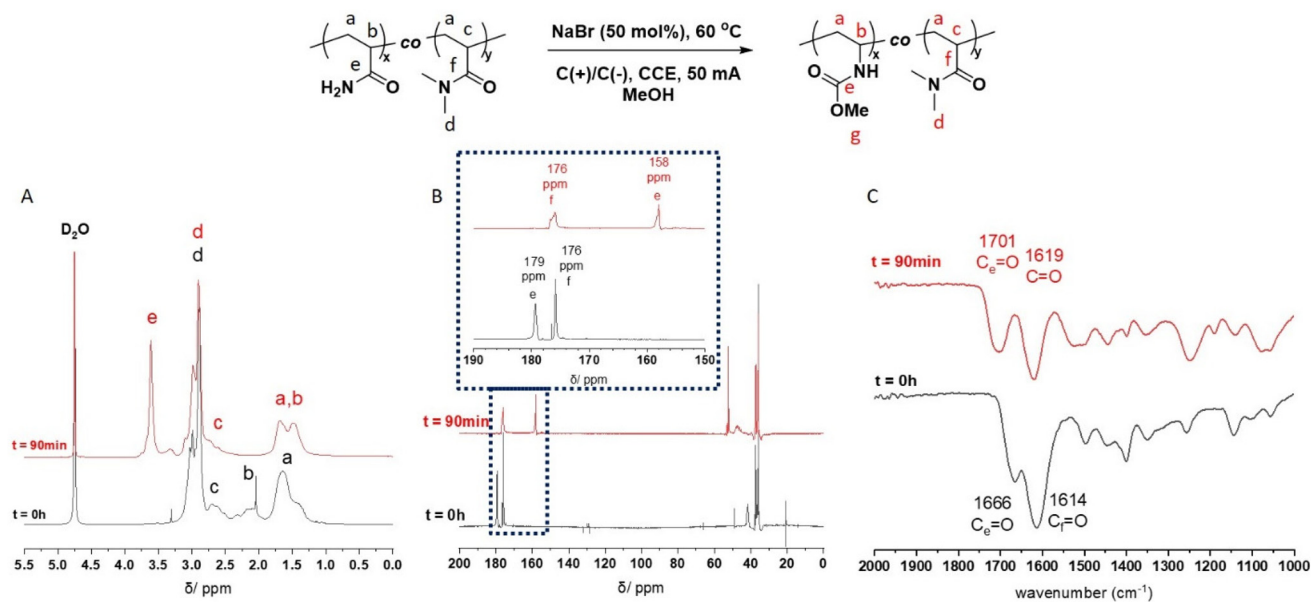 a
b
a
c
co
x
y
e
f
H₂N
O
N
O
d
NaBr (50 mol%), 60 °C
C(+)/C(-), CCE, 50 mA
MeOH
a
b
a
c
co
x
y
f
O
NH
e
OMe
N
O
g
d
A
D₂O
d
d
e
c
a,b
t = 90min
c
b
a
t = 0h
5.5 5.0 4.5 4.0 3.5 3.0 2.5 2.0 1.5 1.0 0.5 0.0
δ/ ppm
B
176
ppm
f
158
ppm
e
179
ppm
e
176
ppm
f
190 180 170 160 150
δ/ ppm
t = 90min
t = 0h
200 180 160 140 120 100 80 60 40 20 0
δ/ ppm
C
1701
Cₑ=O
1619
C=O
t = 90min
t = 0h
1666
Cₑ=O
1614
C_f=O
2000 1900 1800 1700 1600 1500 1400 1300 1200 1100 1000
wavenumber (cm⁻¹)